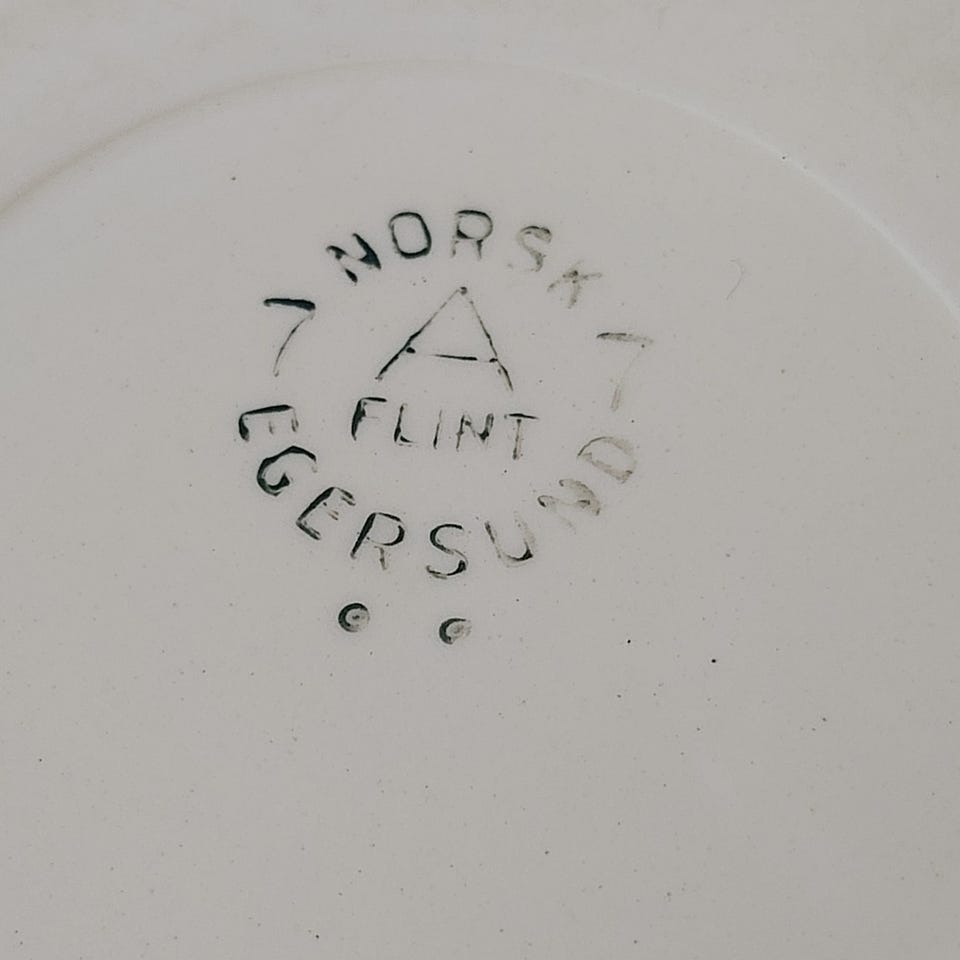 NORSK
7 7
A
FLINT
EGERSUND